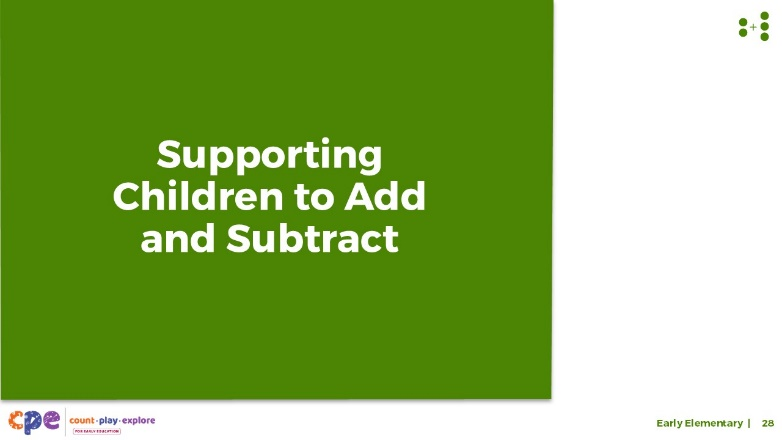 Supporting
Children to Add
and Subtract
cpe
count·play·explore
FOR EARLY EDUCATION
Early Elementary | 28